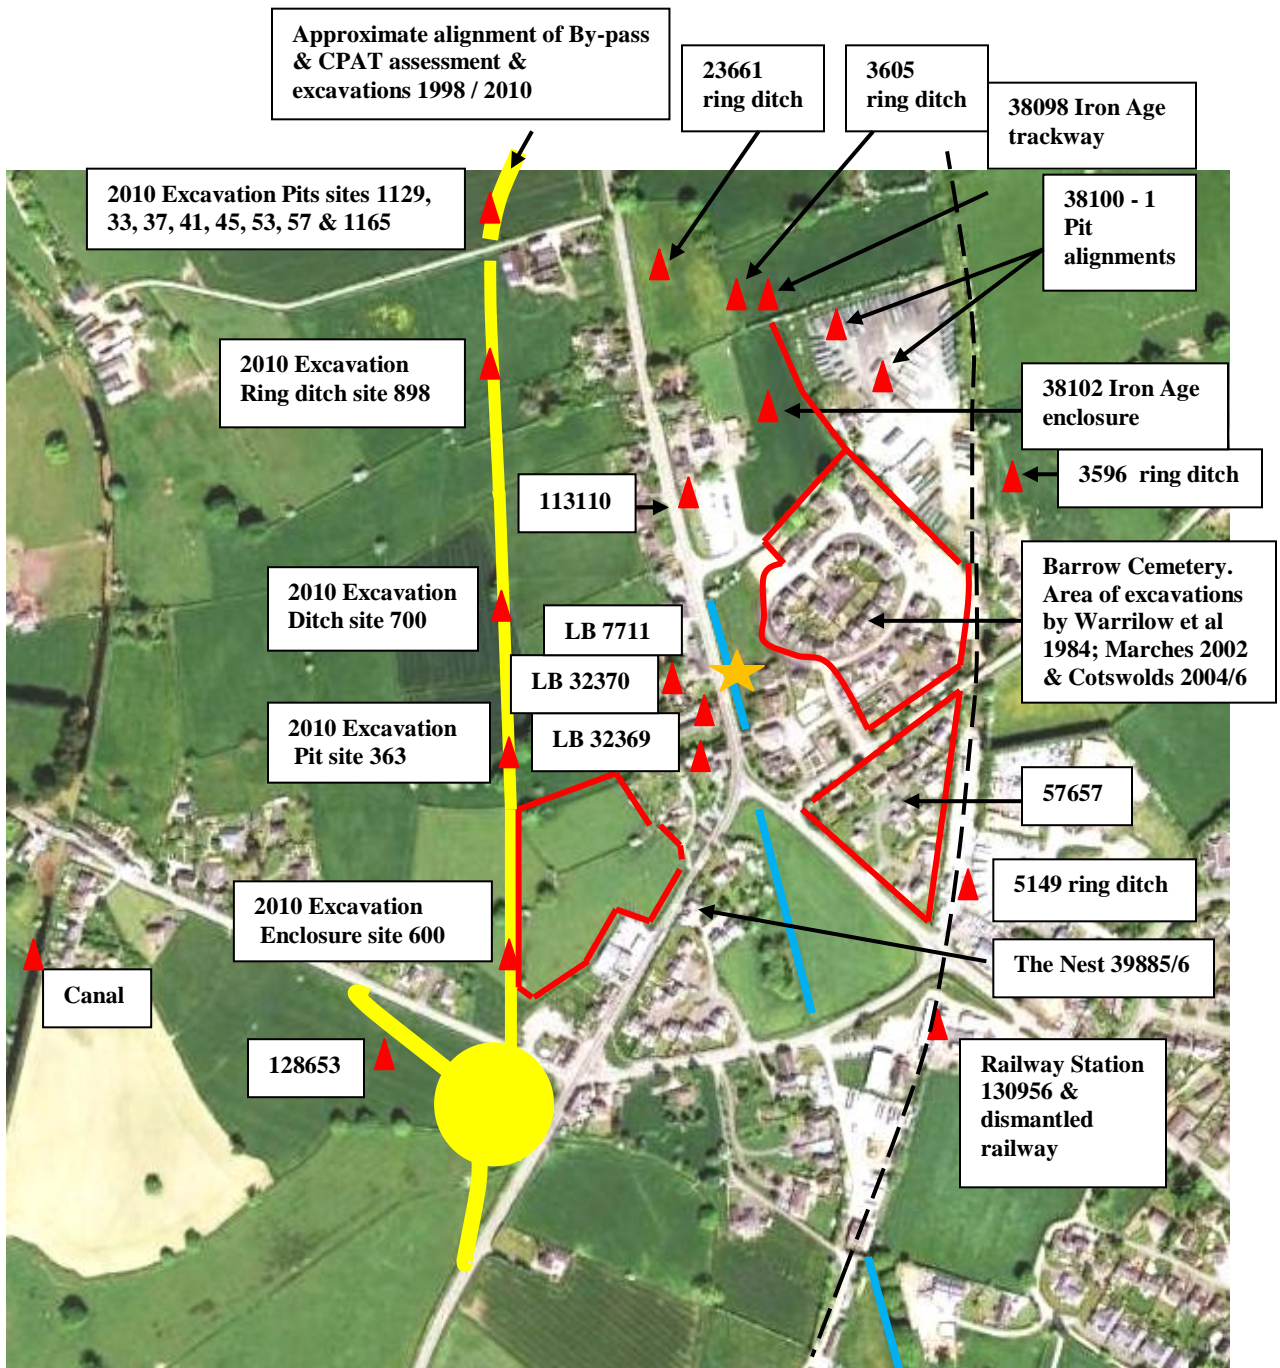 Approximate alignment of By-pass
& CPAT assessment &
excavations 1998 / 2010
23661
ring ditch
3605
ring ditch
38098 Iron Age
trackway
2010 Excavation Pits sites 1129,
33, 37, 41, 45, 53, 57 & 1165
38100 - 1
Pit
alignments
2010 Excavation
Ring ditch site 898
38102 Iron Age
enclosure
3596 ring ditch
113110
Barrow Cemetery.
Area of excavations
by Warrilow et al
1984; Marches 2002
& Cotswolds 2004/6
2010 Excavation
Ditch site 700
LB 7711
LB 32370
LB 32369
2010 Excavation
Pit site 363
57657
5149 ring ditch
2010 Excavation
Enclosure site 600
The Nest 39885/6
Canal
128653
Railway Station
130956 &
dismantled
railway